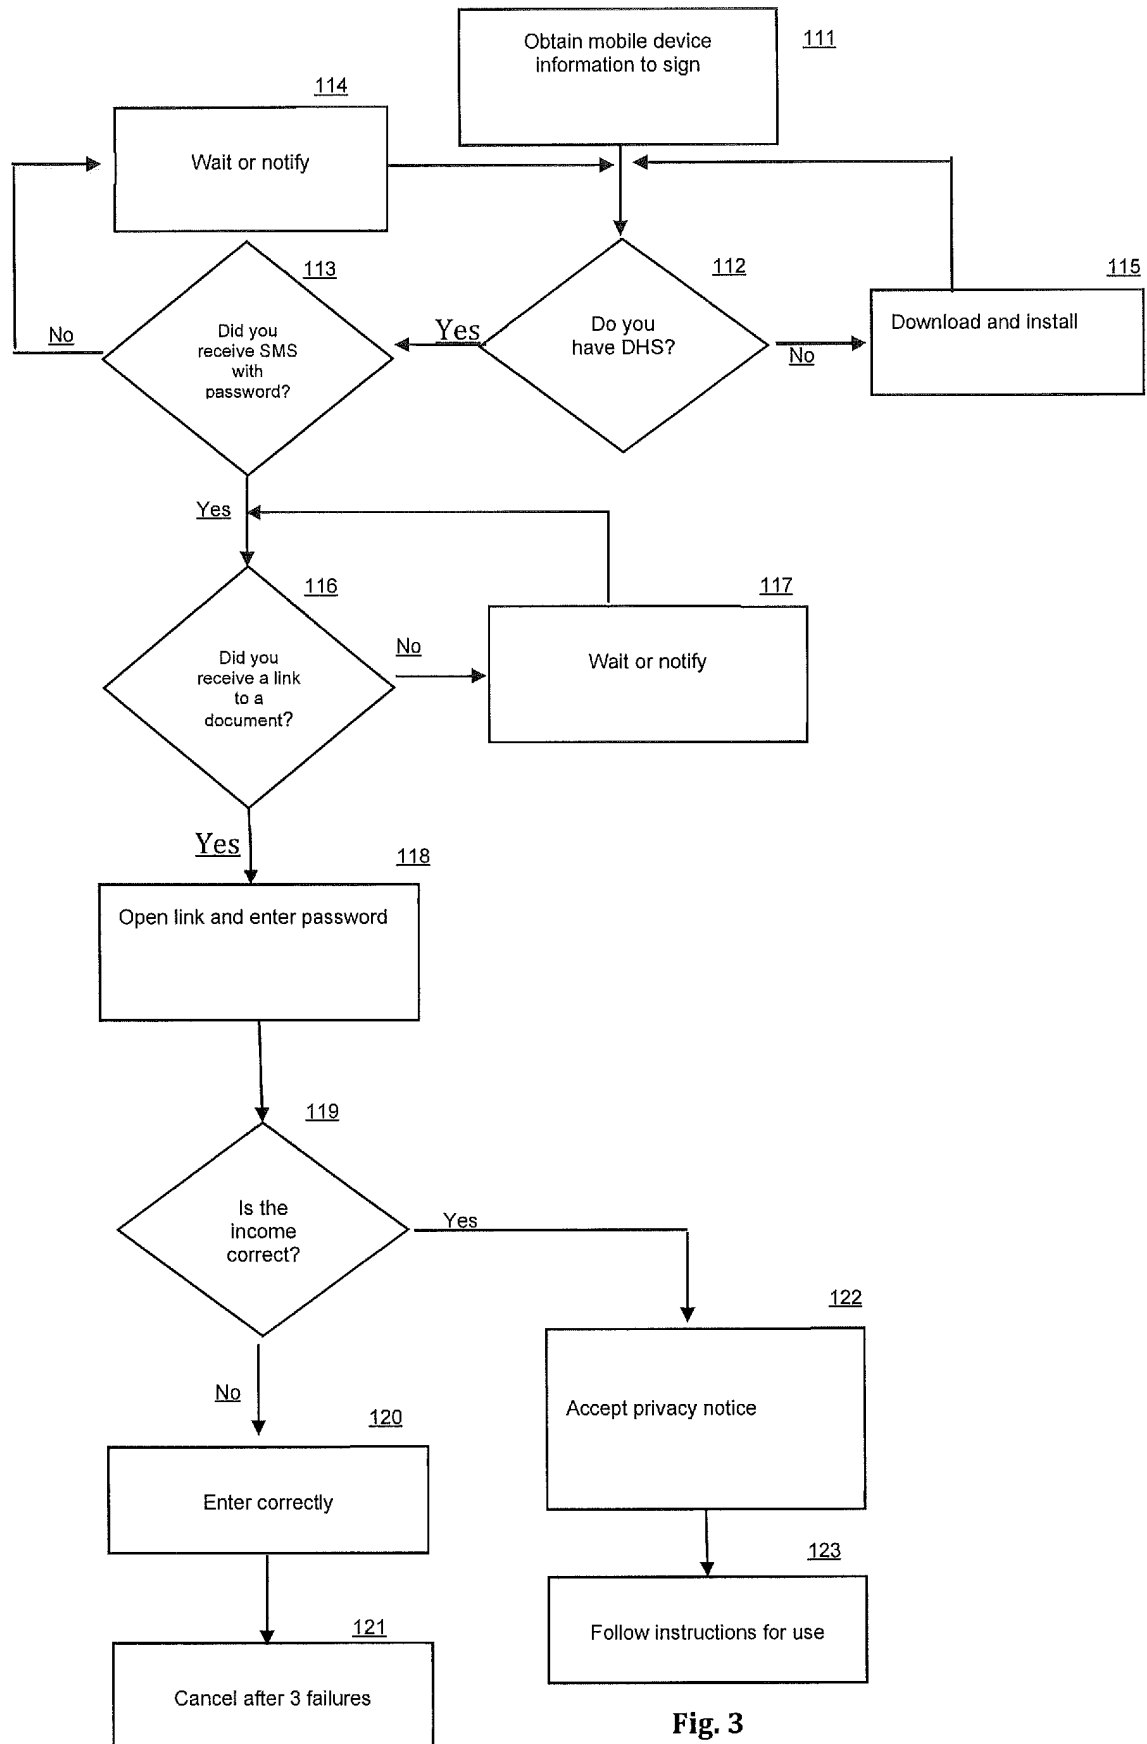 Obtain mobile device
information to sign
111
114
Wait or notify
113
Did you
receive SMS
with
password?
No
Yes
112
Do you
have DHS?
No
115
Download and install
Yes
116
Did you
receive a link
to a
document?
No
117
Wait or notify
Yes
118
Open link and enter password
119
Is the
income
correct?
Yes
122
Accept privacy notice
No
120
Enter correctly
123
Follow instructions for use
121
Cancel after 3 failures
Fig. 3